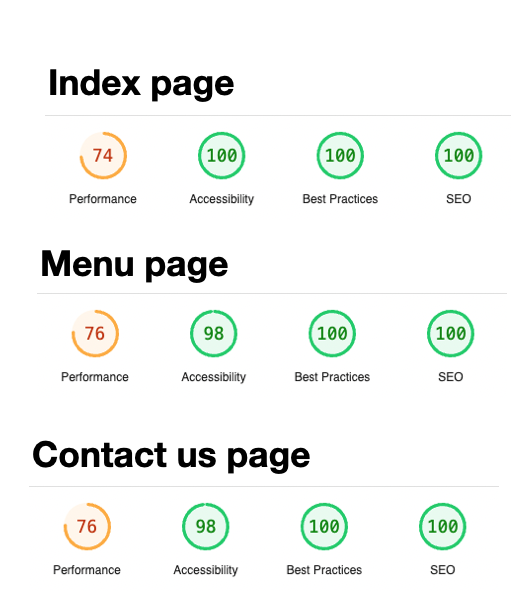 Index page
74 100 100 100
Performance Accessibility Best Practices SEO
Menu page
76 98 100 100
Performance Accessibility Best Practices SEO
Contact us page
76 98 100 100
Performance Accessibility Best Practices SEO